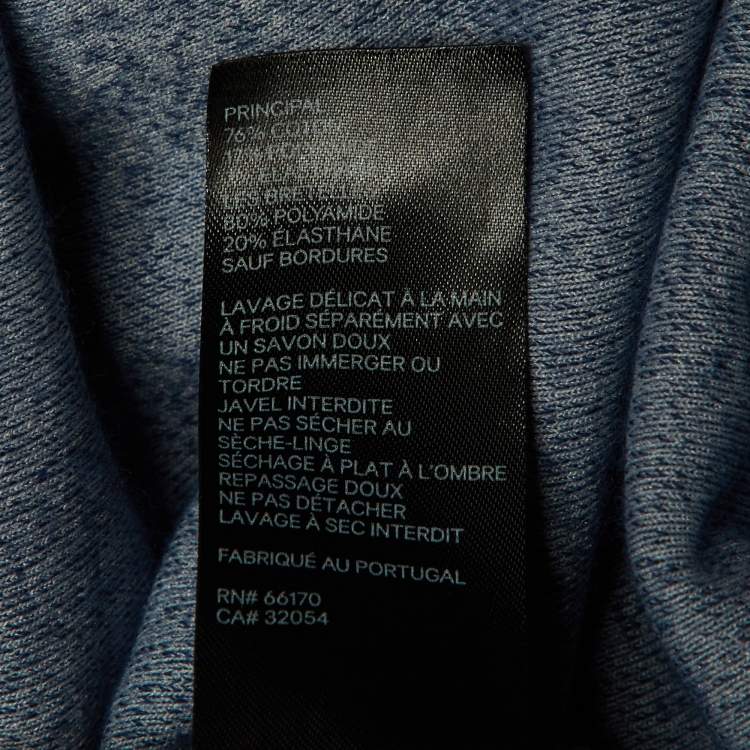 PRINCIPAL
76% COTON
LES BRETELLES
80% POLYAMIDE
20% ÉLASTHANE
SAUF BORDURES
LAVAGE DÉLICAT À LA MAIN
À FROID SÉPARÉMENT AVEC
UN SAVON DOUX
NE PAS IMMERGER OU
TORDRE
JAVEL INTERDITE
NE PAS SÉCHER AU
SÈCHE-LINGE
SÉCHAGE À PLAT À L'OMBRE
REPASSAGE DOUX
NE PAS DÉTACHER
LAVAGE À SEC INTERDIT
FABRIQUÉ AU PORTUGAL
RN# 66170
CA# 32054